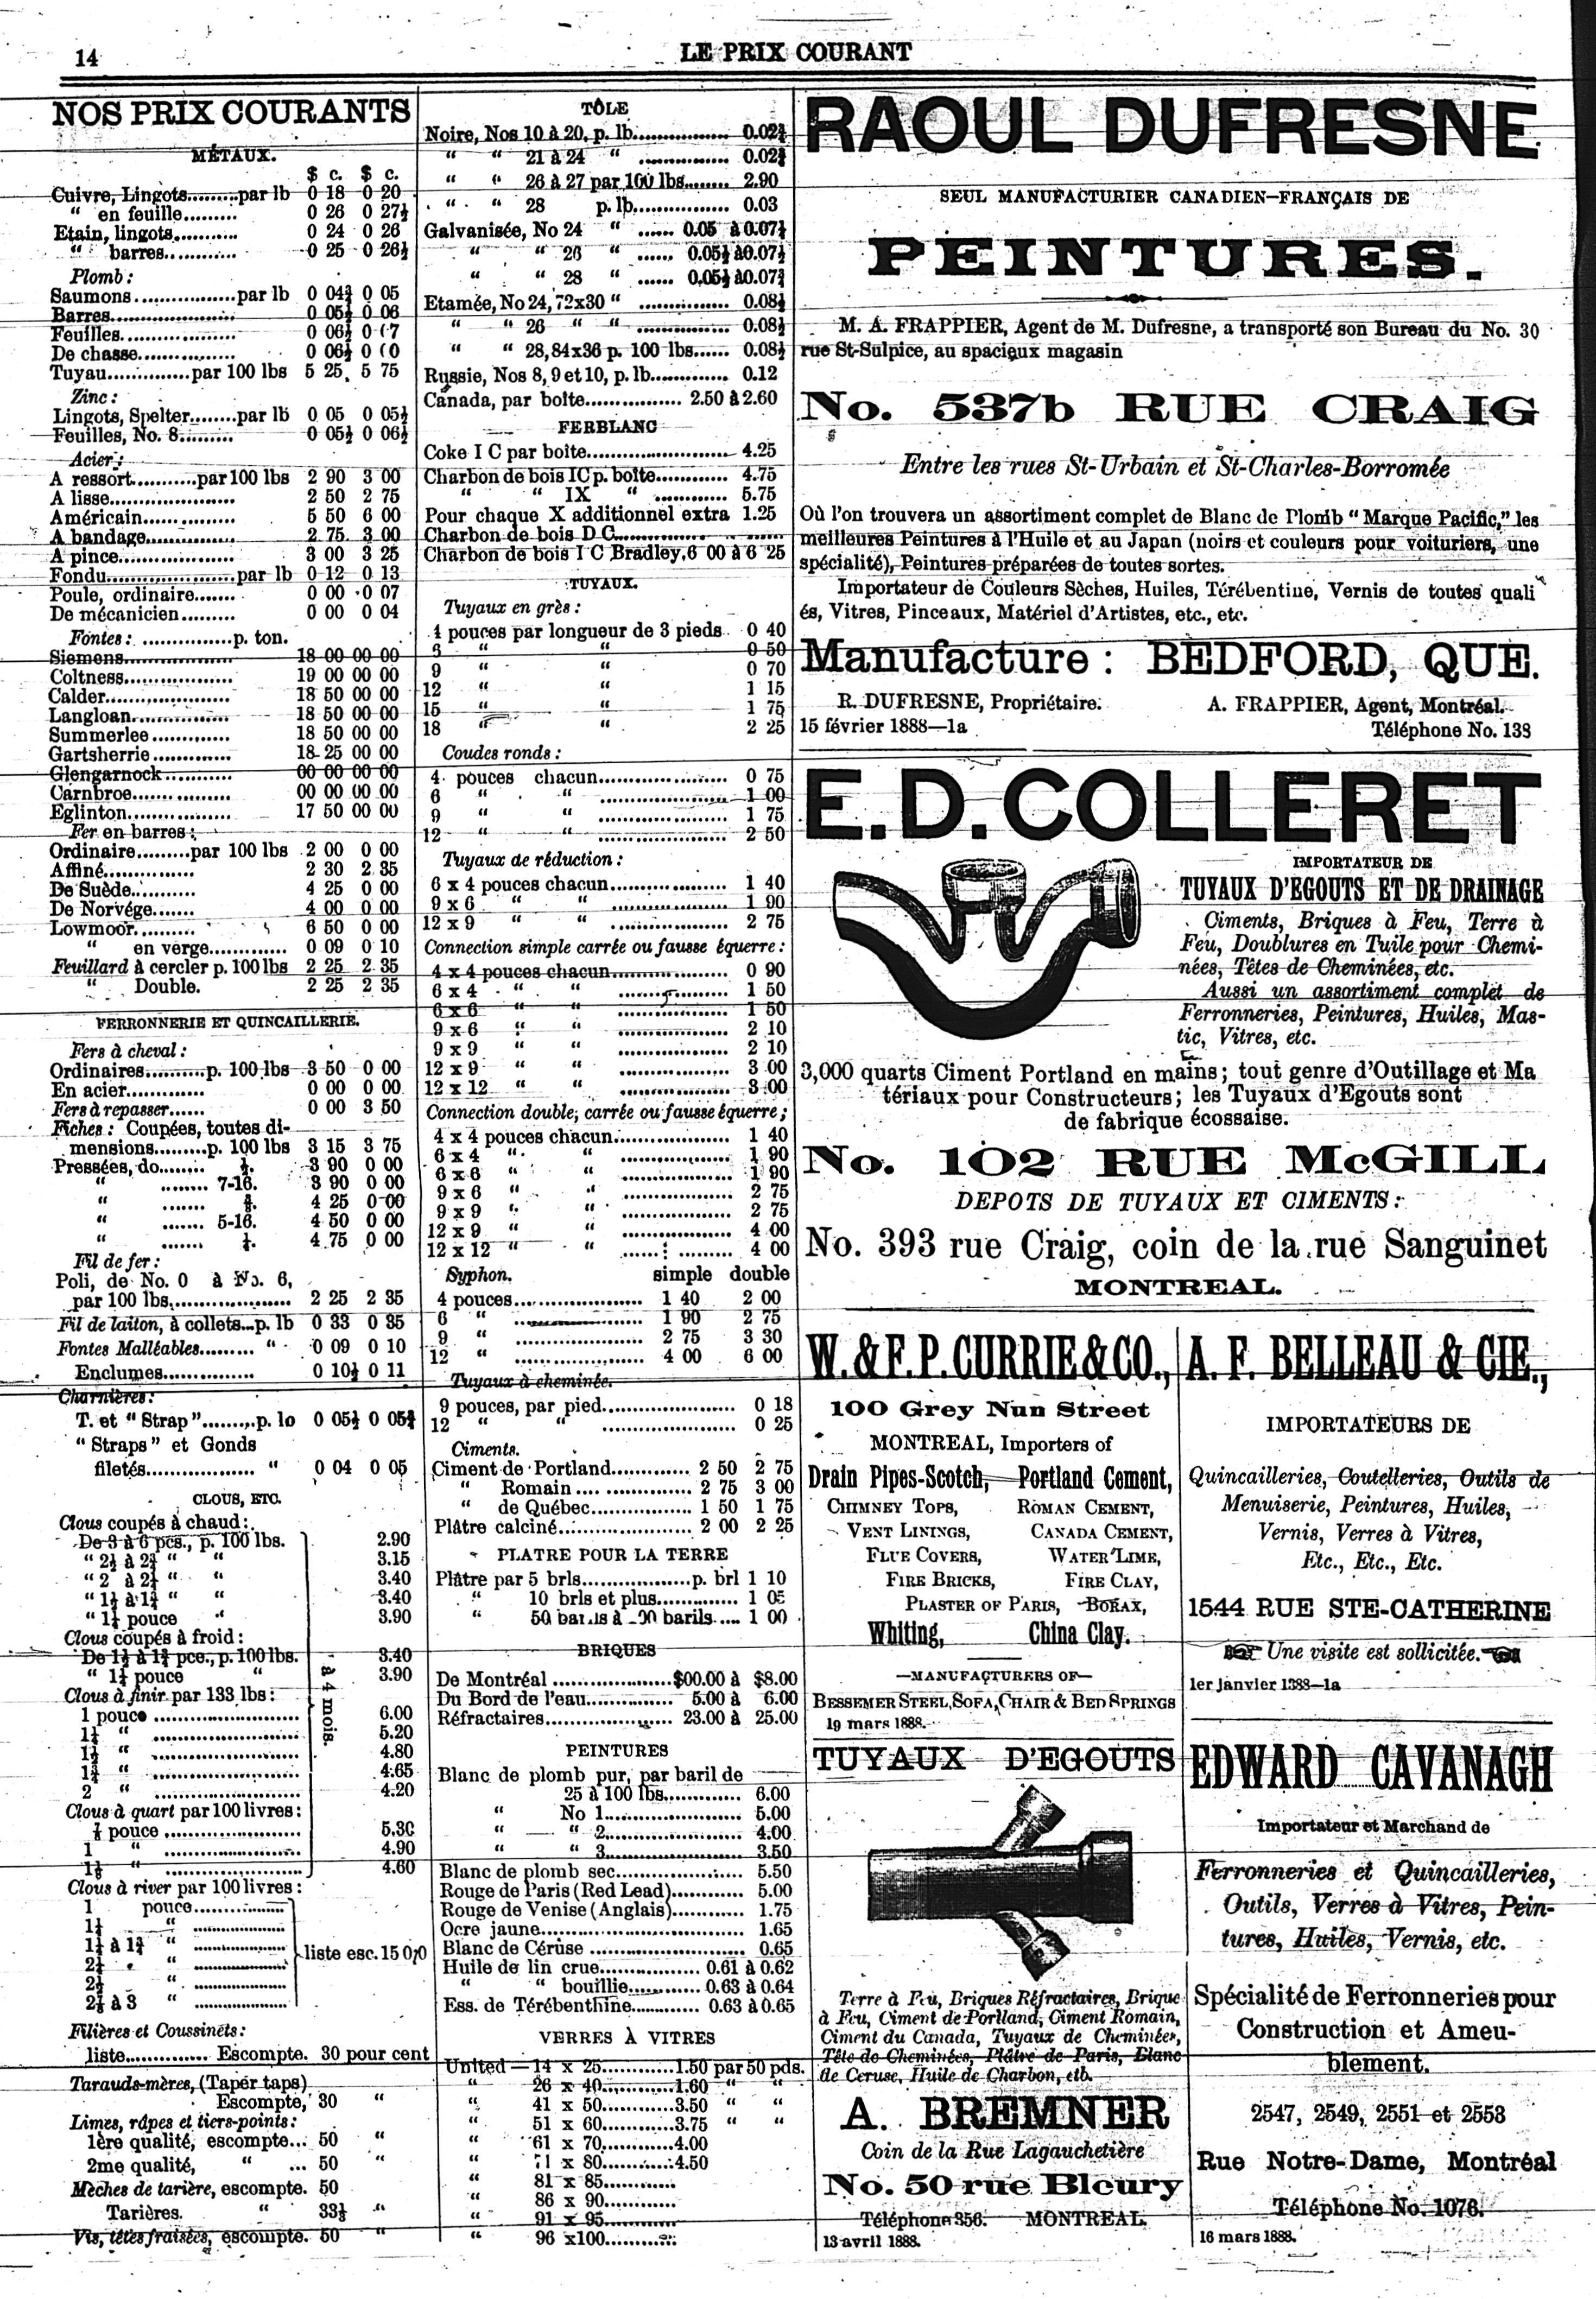 14
LE PRIX COURANT
NOS PRIX COURANTS
MÉTAUX.
$ c. $ c.
Cuivre, Lingots.........par lb 0 18 0 20
“ en feuille......... 0 26 0 27½
Etain, lingots........... 0 24 0 26
“ barres............ 0 25 0 26½
Plomb :
Saumons................par lb 0 04¾ 0 05
Barres.................... 0 05½ 0 06
Feuilles................. 0 06½
De chasse............... 0 06½
Tuyau..............par 100 lbs 5 25 5 75
Zinc :
Lingots, Spelter........par lb 0 05 0 05½
Feuilles, No. 8......... 0 05½ 0 06½
Acier :
A ressort..........par 100 lbs 2 90 3 00
A lisse.................... 2 50 2 75
Américain............... 5 50 6 00
A bandage.............. 2 75 3 00
A pince.................. 3 00 3 25
Fondu....................par lb 0 12 0 13
Poule, ordinaire....... 0 00 0 07
De mécanicien......... 0 00 0 04
Fontes : ..............p. ton.
Siemens................. 18 00 00 00
Coltness................. 19 00 00 00
Calder.................... 18 50 00 00
Langloan............... 18 50 00 00
Summerlee............. 18 50 00 00
Gartsherrie............. 18 25 00 00
Glengarnock........... 00 00 00 00
Carnbroe................ 00 00 00 00
Eglinton................. 17 50 00 00
Fer en barres :
Ordinaire.........par 100 lbs 2 00 0 00
Affiné............... 2 30 2 35
De Suède........... 4 25 0 00
De Norvége....... 4 00 0 00
Lowmoor.......... 6 50 0 00
“ en verge............. 0 09 0 10
Feuillard à cercler p. 100 lbs 2 25 2 35
“ Double. 2 25 2 35
FERRONNERIE ET QUINCAILLERIE.
Fers à cheval :
Ordinaires..........p. 100 lbs 3 50 0 00
En acier............. 0 00 0 00
Fers à repasser...... 0 00 3 50
Fiches : Coupées, toutes di-
mensions.........p. 100 lbs 3 15 3 75
Pressées, do........ 3 90 0 00
“ ........ 7-16. 3 90 0 00
“ ....... 4 25 0 00
“ ....... 5-16. 4 50 0 00
“ ....... ¼. 4 75 0 00
Fil de fer :
Poli, de No. 0 à No. 6,
par 100 lbs.................... 2 25 2 35
Fil de laiton, à collets...p. lb 0 33 0 35
Fontes Malléables......... “ 0 09 0 10
Enclumes............... 0 10½ 0 11
Charnières :
T. et “ Strap”.........p. lb 0 05½ 0 05¾
“ Straps” et Gonds
filetés................... “ 0 04 0 05
CLOUS, ETC.
Clous coupés à chaud :
De 3 à 6 pcs., p. 100 lbs. 2.90
“ 2½ à 2¾ “ “ 3.15
“ 2 à 2¼ “ “ 3.40
“ 1½ à 1¾ “ “ 3.40
“ 1¼ pouce “ 3.90
Clous coupés à froid :
De 1½ à 1¾ pce., p. 100 lbs. 3.40
“ 1¼ pouce “ 3.90
Clous à finir par 133 lbs :
1 pouce ........................ 6.00
1¼ “ ........................ 5.20
1½ “ ........................ 4.80
1¾ “ ........................ 4.65
2 “ ........................ 4.20
à 4 mois.
Clous à quart par 100 livres :
pouce ........................ 5.30
1 “ ........................ 4.90
“ ........................ 4.60
Clous à river par 100 livres :
1 pouce..............
1¼ “ ..................
1½ à 1¾ “ ..................
2¼ “ ..................
2½ “ ..................
2¾ à 3 “ ..................
liste esc. 15 0/0
Filières et Coussinets :
liste............. Escompte. 30 pour cent
Tarauds-mères, (Taper taps)
Escompte, 30 “
Limes, râpes et tiers-points :
1ère qualité, escompte... 50 “
2me qualité, “ ... 50 “
Mèches de tarière, escompte. 50
Tarières. “ 33⅓ “
Vis, têtes fraisées, escompte. 50 “
TÔLE
Noire, Nos 10 à 20, p. lb................ 0.02¾
“ “ 21 à 24 “ ............... 0.02¾
“ “ 26 à 27 par 100 lbs........ 2.90
“ “ 28 p. lb................ 0.03
Galvanisée, No 24 “ ...... 0.05 à 0.07½
“ “ 26 “ ...... 0.05½ à 0.07½
“ “ 28 “ ...... 0.05½ à 0.07¾
Etamée, No 24, 72x30 “ .............. 0.08½
“ “ 26 “ “ .............. 0.08½
“ “ 28, 84x36 p. 100 lbs...... 0.08½
Russie, Nos 8, 9 et 10, p. lb............. 0.12
Canada, par boîte................ 2.50 à 2.60
FERBLANC
Coke I C par boîte........................ 4.25
Charbon de bois IC p. boîte............ 4.75
“ “ IX “ ............ 5.75
Pour chaque X additionnel extra 1.25
Charbon de bois D C....................
Charbon de bois I C Bradley. 6 00 à 6 25
TUYAUX.
Tuyaux en grès :
4 pouces par longueur de 3 pieds 0 40
6 “ “ 0 50
9 “ “ 0 70
12 “ “ 1 15
15 “ “ 1 75
18 “ “ 2 25
Coudes ronds :
4 pouces chacun...................... 0 75
6 “ “ ...................... 1 00
9 “ “ ...................... 1 75
12 “ “ ...................... 2 50
Tuyaux de réduction :
6 x 4 pouces chacun.................... 1 40
9 x 6 “ “ .................... 1 90
12 x 9 “ “ .................... 2 75
Connection simple carrée ou fausse équerre :
4 x 4 pouces chacun.................... 0 90
6 x 4 “ “ .................... 1 50
6 x 6 “ “ .................... 1 50
9 x 6 “ “ .................... 2 10
9 x 9 “ “ .................... 2 10
12 x 9 “ “ .................... 3 00
12 x 12 “ “ .................... 3 00
Connection double, carrée ou fausse équerre ;
4 x 4 pouces chacun.................... 1 40
6 x 4 “ “ .................... 1 90
6 x 6 “ “ .................... 1 90
9 x 6 “ “ .................... 2 75
9 x 9 “ “ .................... 2 75
12 x 9 “ “ .................... 4 00
12 x 12 “ “ .................... 4 00
Syphon. simple double
4 pouces...................... 1 40 2 00
6 “ ...................... 1 90 2 75
9 “ ...................... 2 75 3 30
12 “ ...................... 4 00 6 00
Tuyaux à cheminée.
9 pouces, par pied....................... 0 18
12 “ “ ....................... 0 25
Ciments.
Ciment de Portland............. 2 50 2 75
“ Romain .... ............... 2 75 3 00
“ de Québec................. 1 50 1 75
Plâtre calciné....................... 2 00 2 25
PLATRE POUR LA TERRE
Plâtre par 5 brls..................p. brl 1 10
“ 10 brls et plus.............. 1 05
“ 50 barils à barils.... 1 00
BRIQUES
De Montréal ....................$00.00 à $8.00
Du Bord de l'eau............... 5.00 à 6.00
Réfractaires....................... 23.00 à 25.00
PEINTURES
Blanc de plomb pur, par baril de
25 à 100 lbs............. 6.00
“ No 1....................... 5.00
“ “ 2....................... 4.00
“ “ 3....................... 3.50
Blanc de plomb sec...................... 5.50
Rouge de Paris (Red Lead)............ 5.00
Rouge de Venise (Anglais)............ 1.75
Ocre jaune.................................. 1.65
Blanc de Céruse .......................... 0.65
Huile de lin crue................. 0.61 à 0.62
“ “ bouillie............ 0.63 à 0.64
Ess. de Térébenthine............ 0.63 à 0.65
VERRES À VITRES
United 14 x 25............1.50 par 50 pds.
“ 26 x 40............1.60 “ “
“ 41 x 50............3.50 “ “
“ 51 x 60............3.75 “ “
“ 61 x 70............4.00
“ 71 x 80............4.50
“ 81 x 85............
“ 86 x 90............
“ 91 x 95............
“ 96 x100............
RAOUL DUFRESNE
SEUL MANUFACTURIER CANADIEN-FRANÇAIS DE
PEINTURES.
M. A. FRAPPIER, Agent de M. Dufresne, a transporté son Bureau du No. 30
rue St-Sulpice, au spacieux magasin
No. 537b RUE CRAIG
Entre les rues St-Urbain et St-Charles-Borromée
Où l'on trouvera un assortiment complet de Blanc de Plomb “ Marque Pacific,” les
meilleures Peintures à l'Huile et au Japan (noirs et couleurs pour voituriers, une
spécialité), Peintures préparées de toutes sortes.
Importateur de Couleurs Sèches, Huiles, Térébentine, Vernis de toutes quali
és, Vitres, Pinceaux, Matériel d'Artistes, etc., etc.
Manufacture : BEDFORD, QUE.
R. DUFRESNE, Propriétaire. A. FRAPPIER, Agent, Montréal.
15 février 1888—1a Téléphone No. 138
E. D. COLLERET
IMPORTATEUR DE
TUYAUX D'EGOUTS ET DE DRAINAGE
Ciments, Briques à Feu, Terre à
Feu, Doublures en Tuile pour Chemi-
nées, Têtes de Cheminées, etc.
Aussi un assortiment complet de
Ferronneries, Peintures, Huiles, Mas-
tic, Vitres, etc.
3,000 quarts Ciment Portland en mains ; tout genre d'Outillage et Ma
tériaux pour Constructeurs ; les Tuyaux d'Egouts sont
de fabrique écossaise.
No. 102 RUE McGILL
DEPOTS DE TUYAUX ET CIMENTS :
No. 393 rue Craig, coin de la rue Sanguinet
MONTREAL.
W. & F. P. CURRIE & CO.,
100 Grey Nun Street
MONTREAL, Importers of
Drain Pipes-Scotch, Portland Cement,
CHIMNEY TOPS, ROMAN CEMENT,
VENT LININGS, CANADA CEMENT,
FLUE COVERS, WATER LIME,
FIRE BRICKS, FIRE CLAY,
PLASTER OF PARIS, BORAX,
Whiting, China Clay.
—MANUFACTURERS OF—
BESSEMER STEEL, SOFA, CHAIR & BED SPRINGS
19 mars 1888.
A. F. BELLEAU & CIE.,
IMPORTATEURS DE
Quincailleries, Coutelleries, Outils de
Menuiserie, Peintures, Huiles,
Vernis, Verres à Vitres,
Etc., Etc., Etc.
1544 RUE STE-CATHERINE
Une visite est sollicitée.
1er Janvier 1388—1a
TUYAUX D'EGOUTS
Terre à Feu, Briques Réfractaires, Brique
à Feu, Ciment de Portland, Ciment Romain,
Ciment du Canada, Tuyaux de Cheminées,
Tête de Cheminées, Plâtre de Paris, Blanc
de Ceruse, Huile de Charbon, etb.
A. BREMNER
Coin de la Rue Lagauchetière
No. 50 rue Bleury
Téléphone 356. MONTREAL.
13 avril 1888.
EDWARD CAVANAGH
Importateur et Marchand de
Ferronneries et Quincailleries,
Outils, Verres à Vitres, Pein-
tures, Huiles, Vernis, etc.
Spécialité de Ferronneries pour
Construction et Ameu-
blement.
2547, 2549, 2551 et 2553
Rue Notre-Dame, Montréal
Téléphone No. 1076.
16 mars 1888.